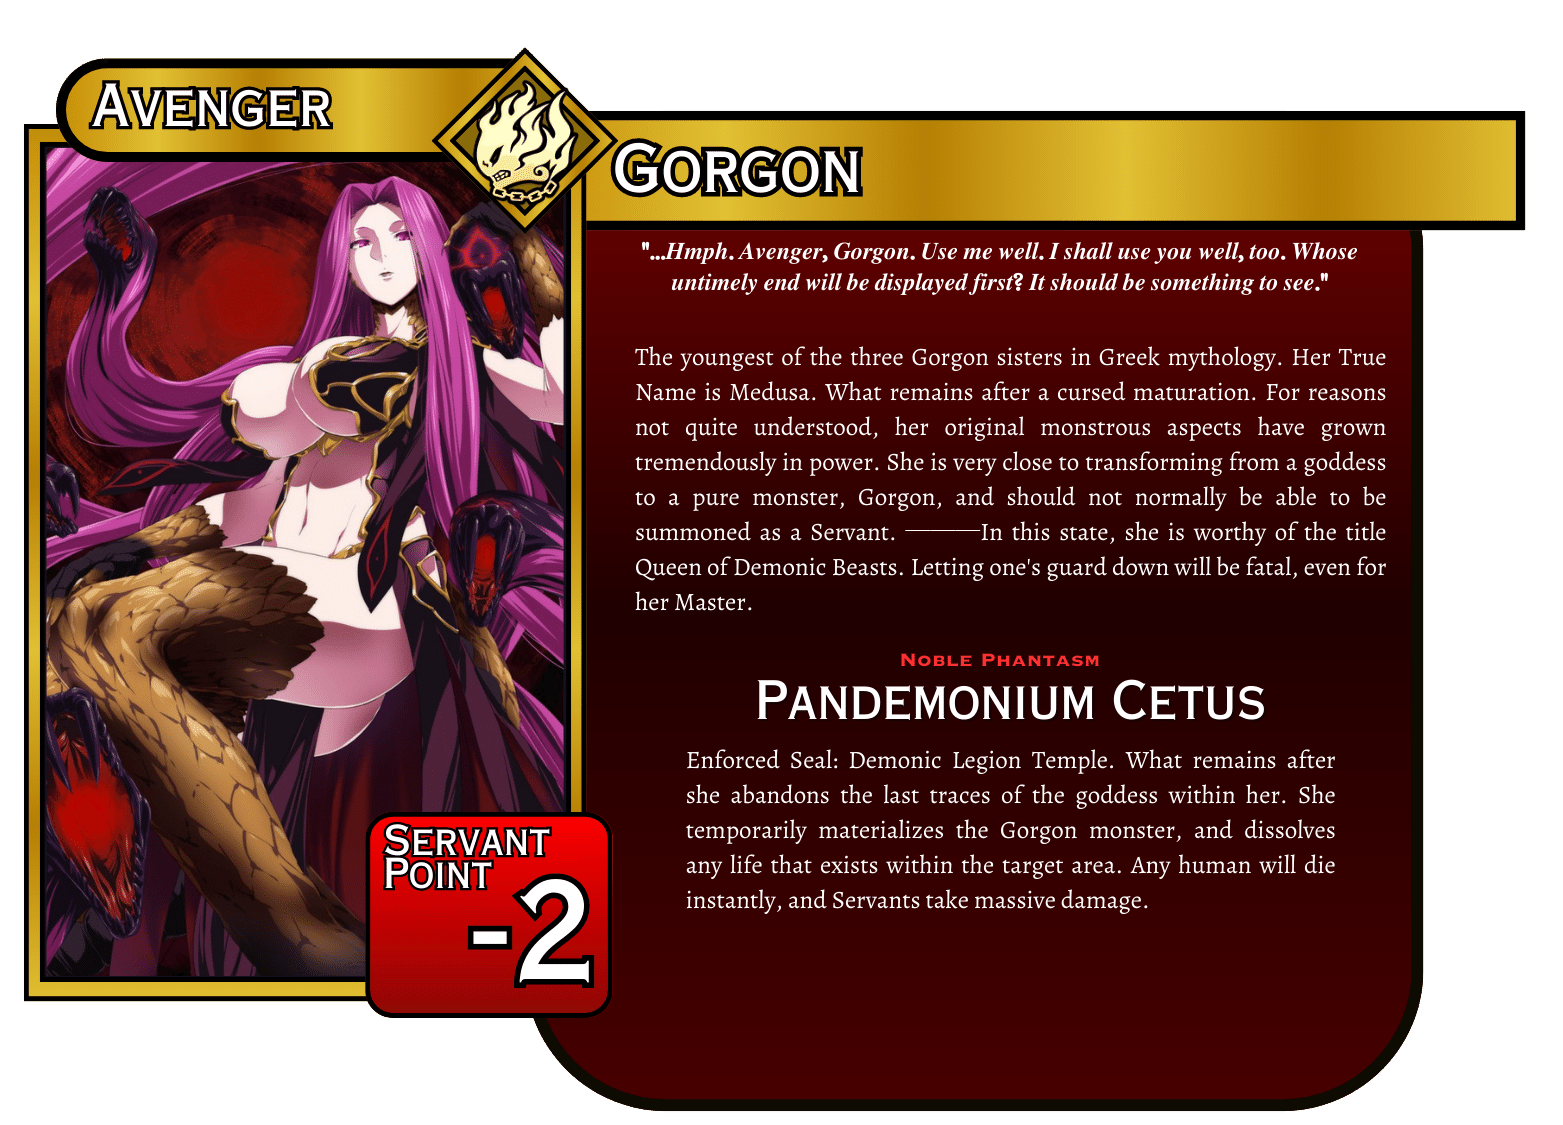 Avenger
Gorgon
"...Hmph. Avenger, Gorgon. Use me well. I shall use you well, too. Whose
untimely end will be displayed first? It should be something to see."
The youngest of the three Gorgon sisters in Greek mythology. Her True
Name is Medusa. What remains after a cursed maturation. For reasons
not quite understood, her original monstrous aspects have grown
tremendously in power. She is very close to transforming from a goddess
to a pure monster, Gorgon, and should not normally be able to be
summoned as a Servant. ———In this state, she is worthy of the title
Queen of Demonic Beasts. Letting one's guard down will be fatal, even for
her Master.
Noble Phantasm
Pandemonium Cetus
Enforced Seal: Demonic Legion Temple. What remains after
she abandons the last traces of the goddess within her. She
temporarily materializes the Gorgon monster, and dissolves
any life that exists within the target area. Any human will die
instantly, and Servants take massive damage.
Servant
Point
-2